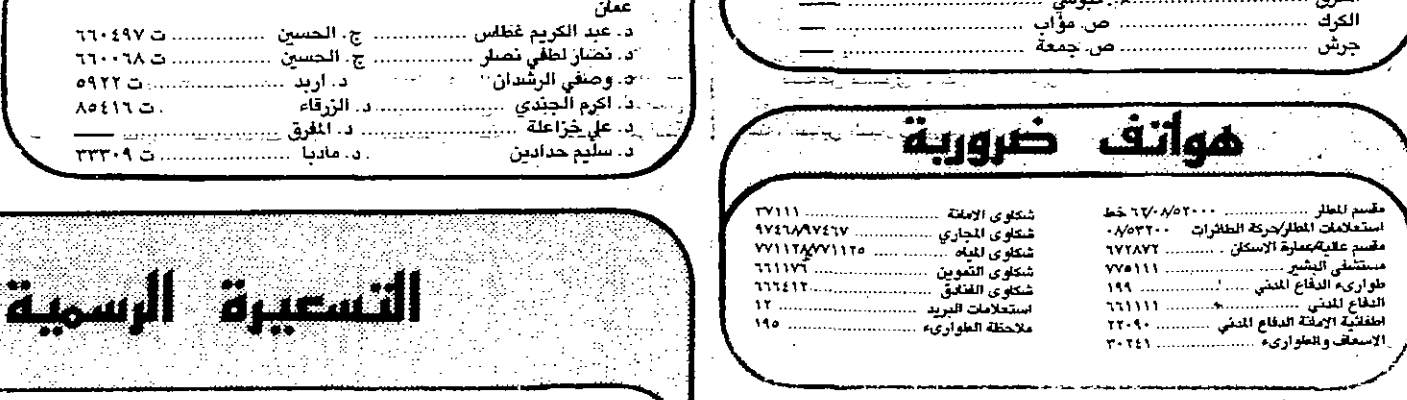 الكرك ........ ص. مؤاب ........
جرش ........ ص. جمعة ........
هواتف ضرورية
مقسم المطار ........ ٦٢/٠٨/٥٢٠٠٠ خط
استعلامات المطار/حركة الطائرات ٠٨/٥٣٢٠٠
مقسم عالية/عمارة الاسكان ........ ٦٧٢٨٧٢
مستشفى البشير ........ ٧٧٥١١١
طوارىء الدفاع المدني ........ ١٩٩
الدفاع المدني ........ ٦٦١١١١
اطفائية الامانة الدفاع المدني ........ ٢٢٠٩٠
الاسعاف والطوارىء ........ ٣٠٢٤١
شكاوى الامانة ........ ٣٧١١١
شكاوى المجاري ........ ٩٧٤٦٨/٩٧٤٦٧
شكاوى المياه ........ ٧٧١١٢٨/٧٧١١٢٥
شكاوى التموين ........ ٦٦١١٧٦
شكاوى الفنادق ........ ٦٦٦٤١٢
استعلامات البريد ........ ١٢
ملاحظة الطوارىء ........ ١٩٥
عمان
د. عبد الكريم غطاس ........ ج. الحسين ........ ت ٦٦٠٤٩٧
د. نصار لطفي نصار ........ ج. الحسين ........ ت ٦٦٠٠٦٨
د. وصفي الرشدان د. اربد ........ ت ٥٩٢٢
د. اكرم الجندي ........ د. الزرقاء ت ٨٥٤١٦
د. علي خزاعلة ........ د. المفرق ........
د. سليم حدادين د. مادبا ........ ت ٣٣٣٠٩
التسعيرة الرسمية